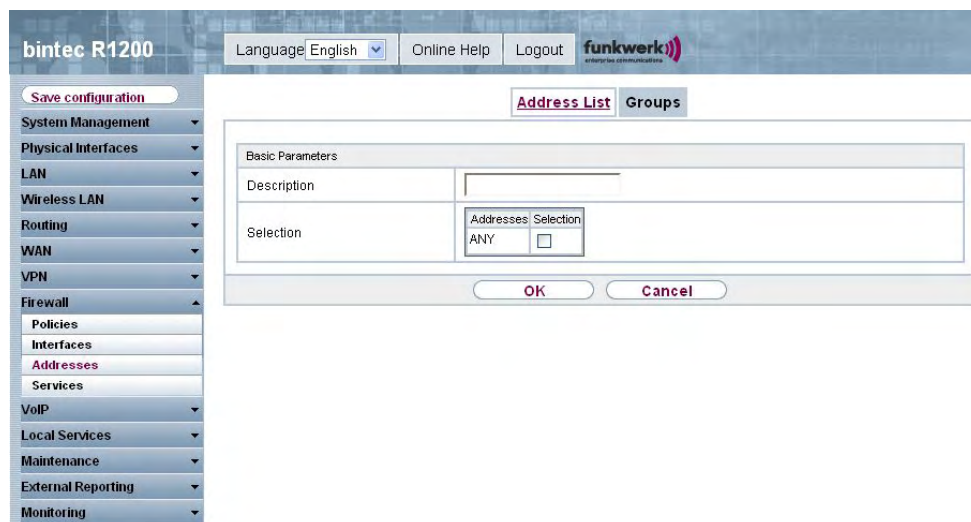 bintec R1200
Language English
Online Help
Logout
funkwerk
enterprise communications
Save configuration
System Management
Physical Interfaces
LAN
Wireless LAN
Routing
WAN
VPN
Firewall
Policies
Interfaces
Addresses
Services
VoIP
Local Services
Maintenance
External Reporting
Monitoring
Address List
Groups
Basic Parameters
Description
Selection
Addresses Selection
ANY
OK
Cancel